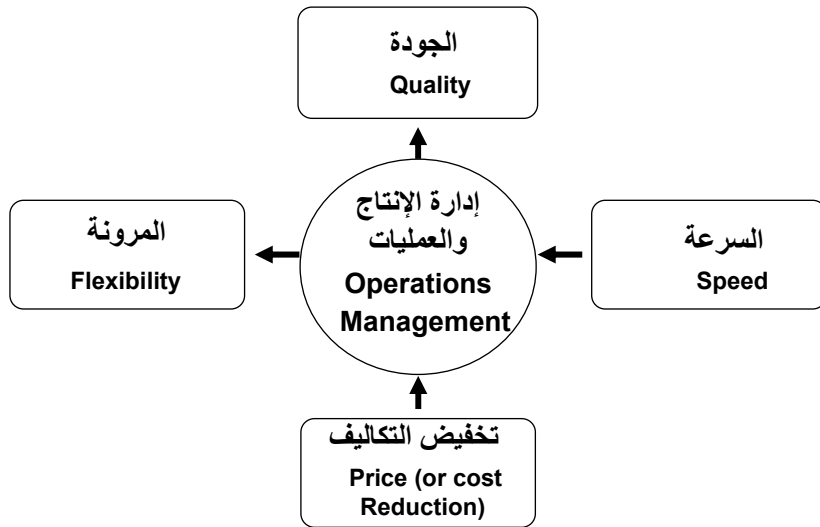 الجودة
Quality
إدارة الإنتاج
والعمليات
Operations
Management
المرونة
Flexibility
السرعة
Speed
تخفيض التكاليف
Price (or cost
Reduction)